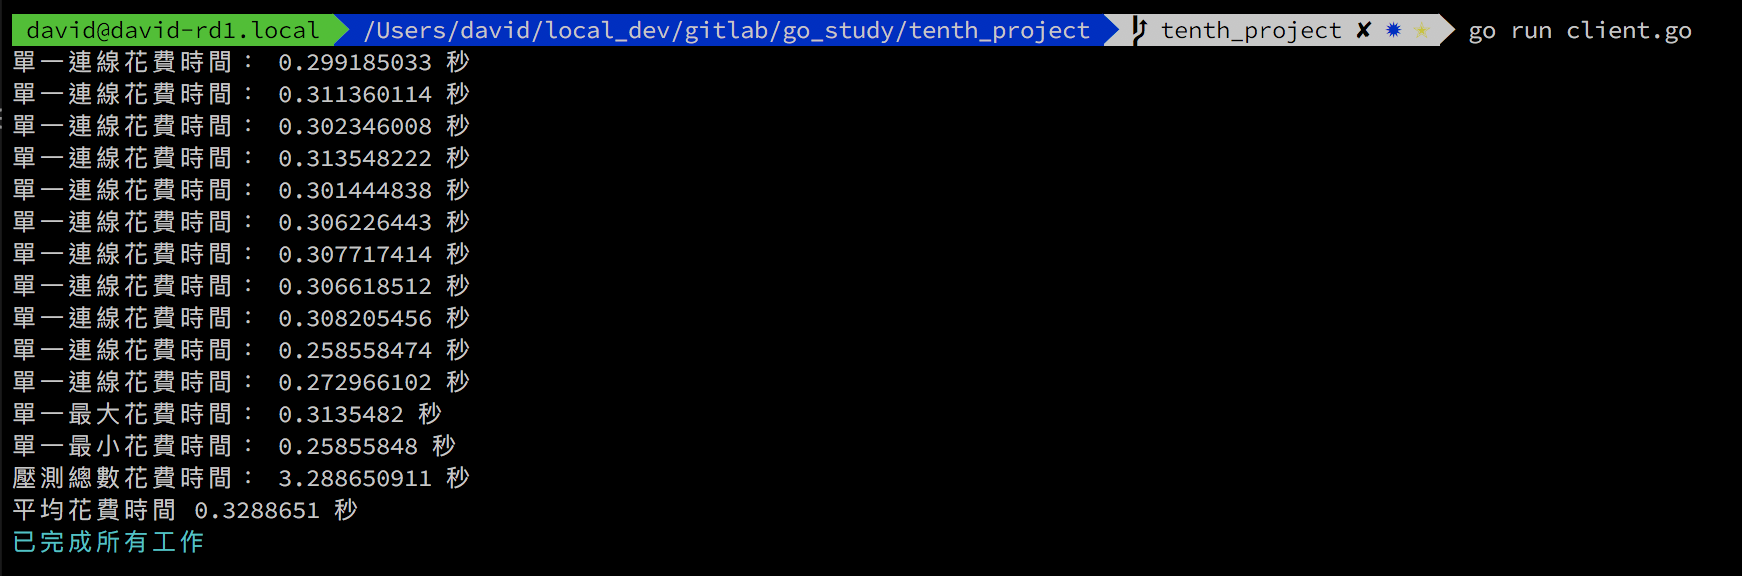 david@david-rd1.local /Users/david/local_dev/gitlab/go_study/tenth_project tenth_project ✘ ✹ ★ go run client.go
單一連線花費時間： 0.299185033 秒
單一連線花費時間： 0.311360114 秒
單一連線花費時間： 0.302346008 秒
單一連線花費時間： 0.313548222 秒
單一連線花費時間： 0.301444838 秒
單一連線花費時間： 0.306226443 秒
單一連線花費時間： 0.307717414 秒
單一連線花費時間： 0.306618512 秒
單一連線花費時間： 0.308205456 秒
單一連線花費時間： 0.258558474 秒
單一連線花費時間： 0.272966102 秒
單一最大花費時間： 0.3135482 秒
單一最小花費時間： 0.25855848 秒
壓測總數花費時間： 3.288650911 秒
平均花費時間 0.3288651 秒
已完成所有工作